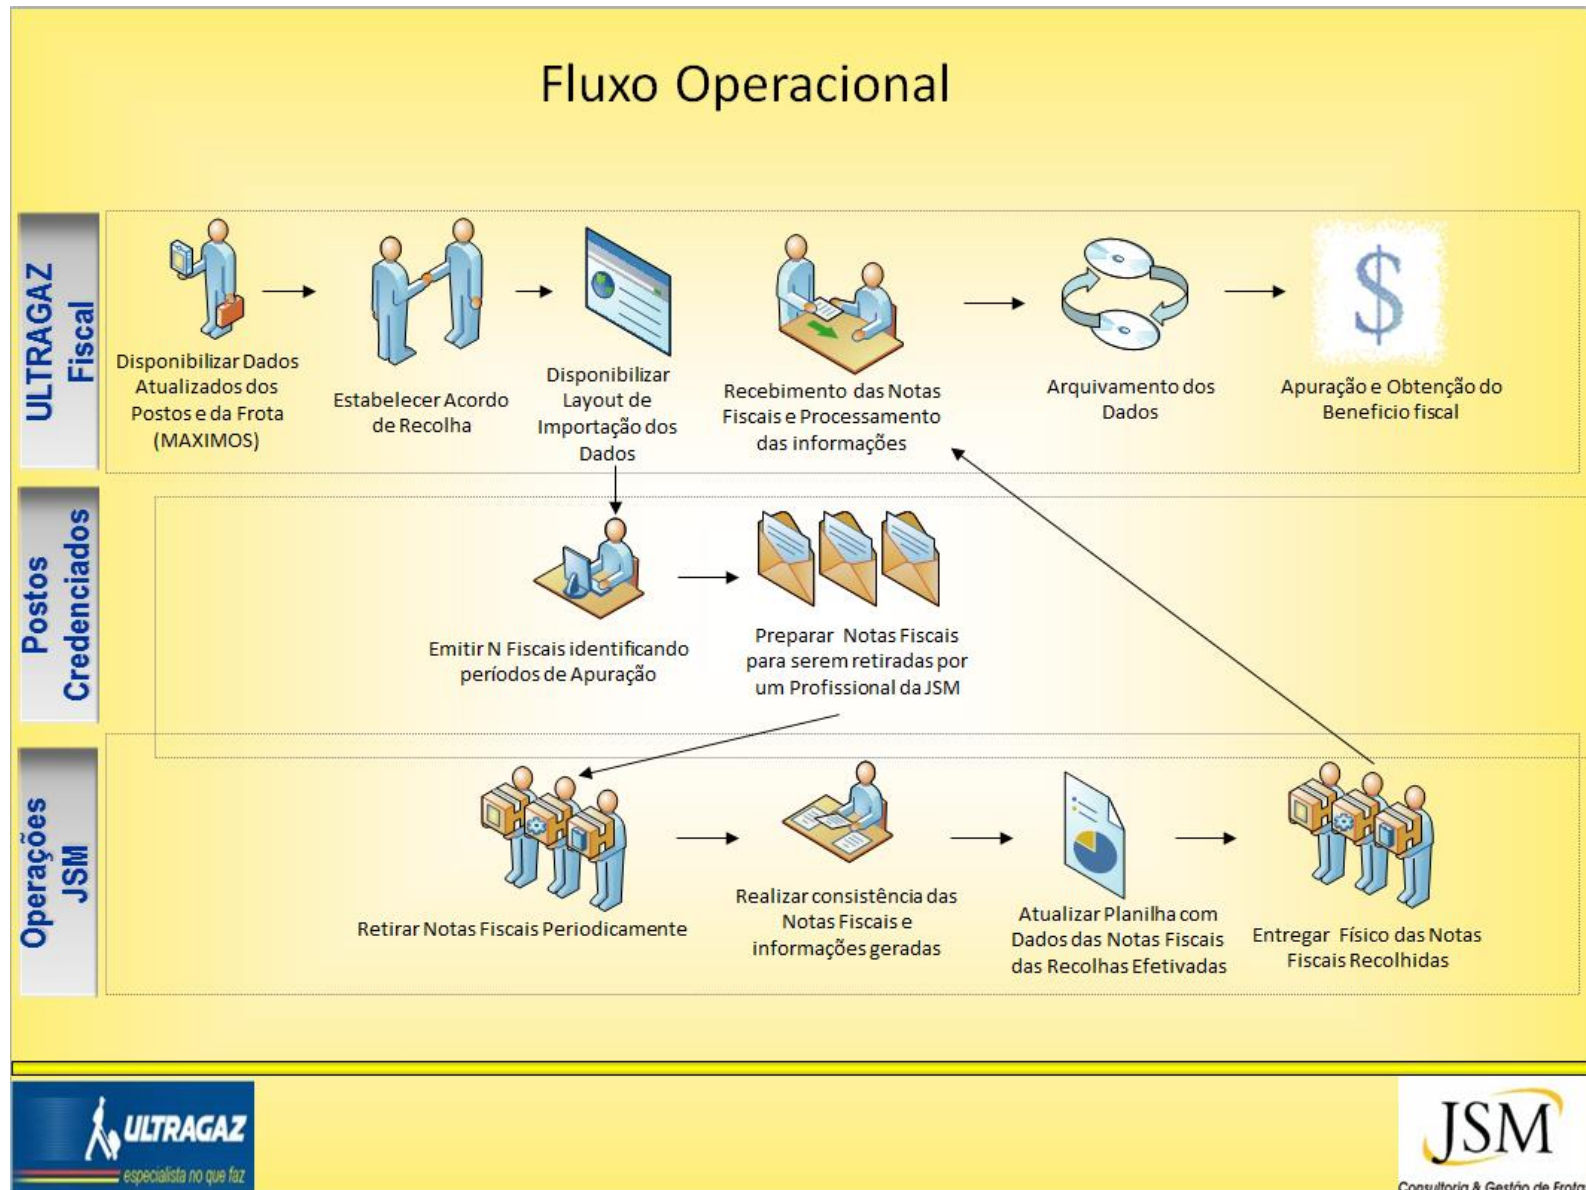 Fluxo Operacional
ULTRAGAZ
Fiscal
Disponibilizar Dados
Atualizados dos
Postos e da Frota
(MAXIMOS)
Estabelecer Acordo
de Recolha
Disponibilizar
Layout de
Importação dos
Dados
Recebimento das Notas
Fiscais e Processamento
das informações
Arquivamento dos
Dados
$
Apuração e Obtenção do
Beneficio fiscal
Postos
Credenciados
Emitir N Fiscais identificando
períodos de Apuração
Preparar Notas Fiscais
para serem retiradas por
um Profissional da JSM
Operações
JSM
Retirar Notas Fiscais Periodicamente
Realizar consistência das
Notas Fiscais e
informações geradas
Atualizar Planilha com
Dados das Notas Fiscais
das Recolhas Efetivadas
Entregar Físico das Notas
Fiscais Recolhidas
ULTRAGAZ
especialista no que faz
JSM
Consultoria & Gestão de Frota